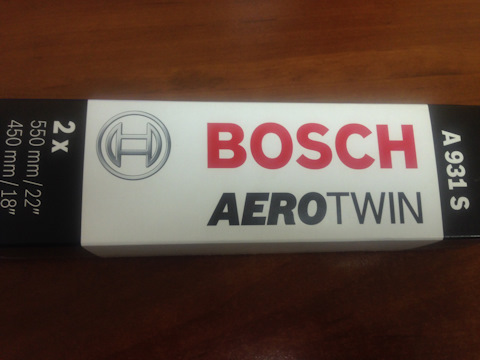 2 x
550 mm / 22"
450 mm / 18"
BOSCH
AEROTWIN
A 931 S